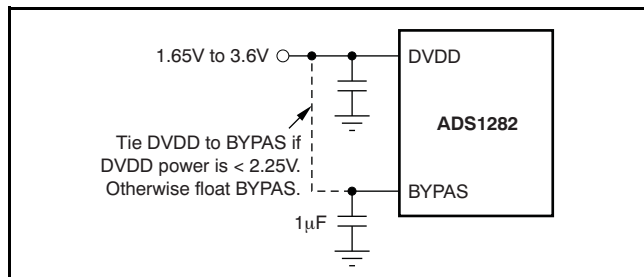 1.65V to 3.6V
DVDD
ADS1282
Tie DVDD to BYPAS if
DVDD power is < 2.25V.
Otherwise float BYPAS.
BYPAS
1μF